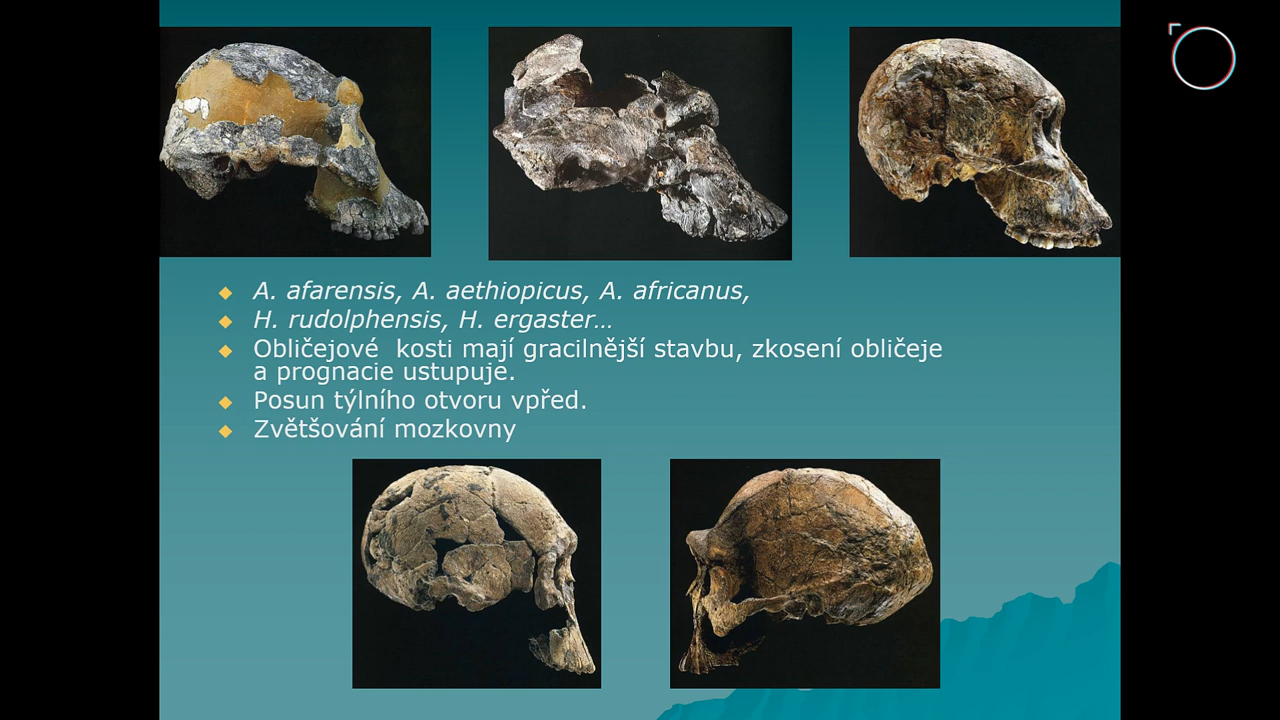 A. afarensis, A. aethiopicus, A. africanus,
H. rudolphensis, H. ergaster…
Obličejové kosti mají gracilnější stavbu, zkosení obličeje
a prognacie ustupuje.
Posun týlního otvoru vpřed.
Zvětšování mozkovny